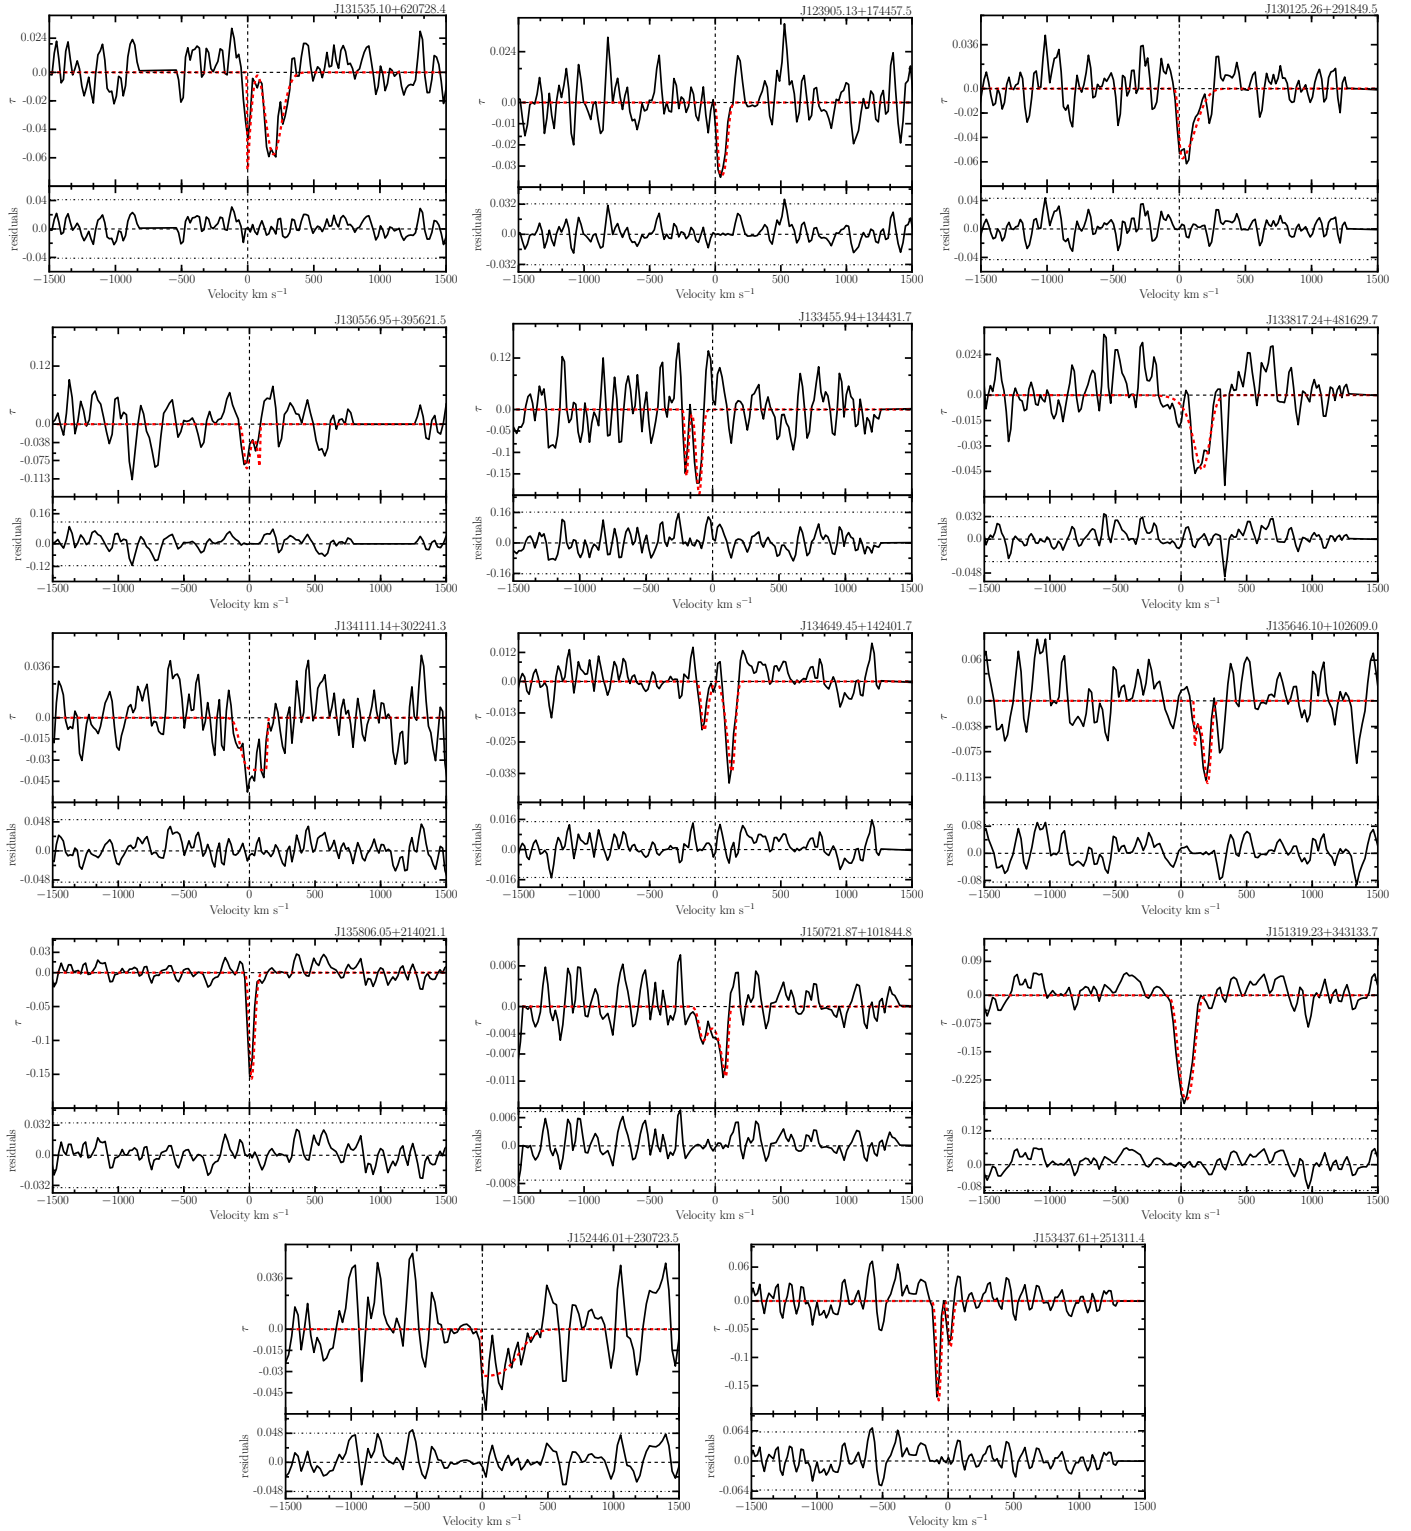 J131535.10+620728.4
0.024
0.0
-0.02
-0.04
-0.06
τ
0.04
0.0
-0.04
residuals
−1500 −1000 −500 0 500 1000 1500
Velocity km s⁻¹
J123905.13+174457.5
0.024
0.0
-0.01
-0.03
τ
0.032
0.0
-0.032
residuals
−1500 −1000 −500 0 500 1000 1500
Velocity km s⁻¹
J130125.26+291849.5
0.036
0.0
-0.02
-0.04
-0.06
τ
0.04
0.0
-0.04
residuals
−1500 −1000 −500 0 500 1000 1500
Velocity km s⁻¹
J130556.95+395621.5
0.12
0.0
-0.038
-0.075
-0.113
τ
0.16
0.0
-0.12
residuals
−1500 −1000 −500 0 500 1000 1500
Velocity km s⁻¹
J133455.94+134431.7
0.12
0.0
-0.05
-0.1
-0.15
τ
0.16
0.0
-0.16
residuals
−1500 −1000 −500 0 500 1000 1500
Velocity km s⁻¹
J133817.24+481629.7
0.024
0.0
-0.015
-0.03
-0.045
τ
0.032
0.0
-0.048
residuals
−1500 −1000 −500 0 500 1000 1500
Velocity km s⁻¹
J134111.14+302241.3
0.036
0.0
-0.015
-0.03
-0.045
τ
0.048
0.0
-0.048
residuals
−1500 −1000 −500 0 500 1000 1500
Velocity km s⁻¹
J134649.45+142401.7
0.012
0.0
-0.013
-0.025
-0.038
τ
0.016
0.0
-0.016
residuals
−1500 −1000 −500 0 500 1000 1500
Velocity km s⁻¹
J135646.10+102609.0
0.06
0.0
-0.038
-0.075
-0.113
τ
0.08
0.0
-0.08
residuals
−1500 −1000 −500 0 500 1000 1500
Velocity km s⁻¹
J135806.05+214021.1
0.03
0.0
-0.05
-0.1
-0.15
τ
0.032
0.0
-0.032
residuals
−1500 −1000 −500 0 500 1000 1500
Velocity km s⁻¹
J150721.87+101844.8
0.006
0.0
-0.004
-0.007
-0.011
τ
0.006
0.0
-0.008
residuals
−1500 −1000 −500 0 500 1000 1500
Velocity km s⁻¹
J151319.23+343133.7
0.09
0.0
-0.075
-0.15
-0.225
τ
0.12
0.0
-0.08
residuals
−1500 −1000 −500 0 500 1000 1500
Velocity km s⁻¹
J152446.01+230723.5
0.036
0.0
-0.015
-0.03
-0.045
τ
0.048
0.0
-0.048
residuals
−1500 −1000 −500 0 500 1000 1500
Velocity km s⁻¹
J153437.61+251311.4
0.06
0.0
-0.05
-0.1
-0.15
τ
0.064
0.0
-0.064
residuals
−1500 −1000 −500 0 500 1000 1500
Velocity km s⁻¹